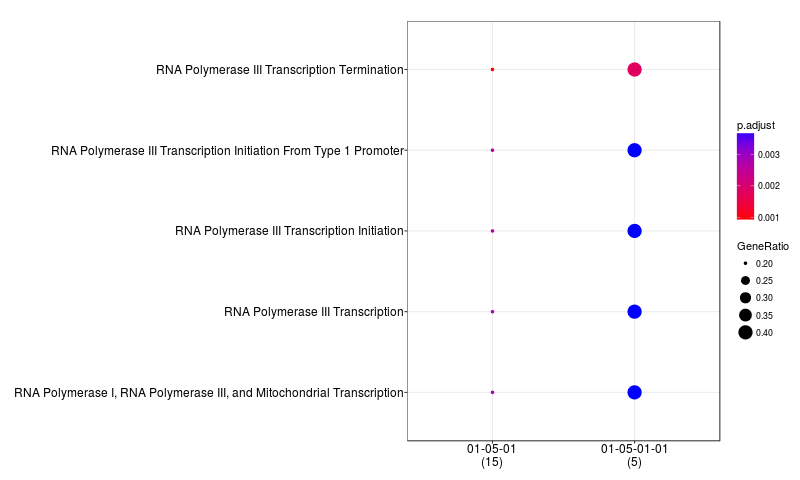 RNA Polymerase III Transcription Termination
RNA Polymerase III Transcription Initiation From Type 1 Promoter
RNA Polymerase III Transcription Initiation
RNA Polymerase III Transcription
RNA Polymerase I, RNA Polymerase III, and Mitochondrial Transcription
01-05-01
(15)
01-05-01-01
(5)
p.adjust
0.003
0.002
0.001
GeneRatio
0.20
0.25
0.30
0.35
0.40